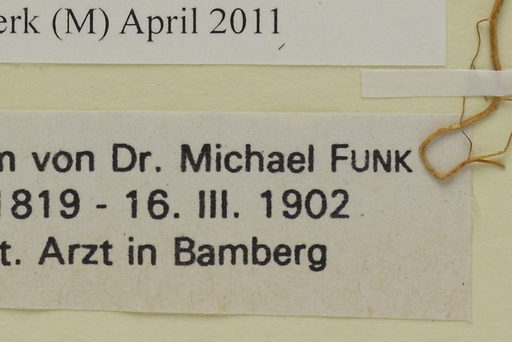 erk (M) April 2011
m von Dr. Michael FUNK
1819 - 16. III. 1902
t. Arzt in Bamberg